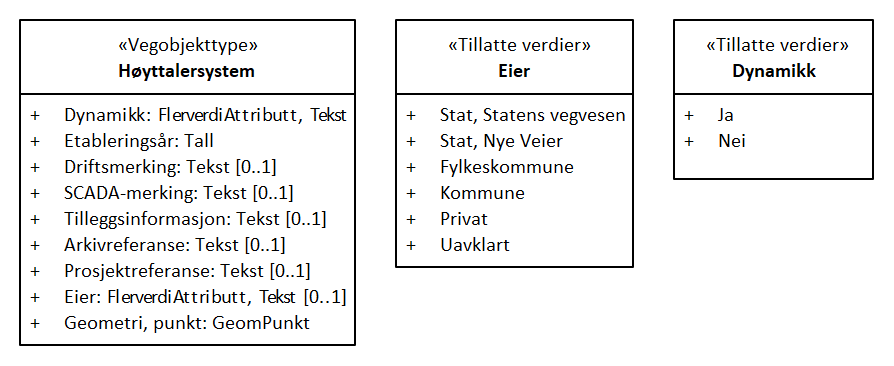 «Vegobjekttype»
Høyttalersystem
+ Dynamikk: FlerverdiAttributt, Tekst
+ Etableringsår: Tall
+ Driftsmerking: Tekst [0..1]
+ SCADA-merking: Tekst [0..1]
+ Tilleggsinformasjon: Tekst [0..1]
+ Arkivreferanse: Tekst [0..1]
+ Prosjektreferanse: Tekst [0..1]
+ Eier: FlerverdiAttributt, Tekst [0..1]
+ Geometri, punkt: GeomPunkt
«Tillatte verdier»
Eier
+ Stat, Statens vegvesen
+ Stat, Nye Veier
+ Fylkeskommune
+ Kommune
+ Privat
+ Uavklart
«Tillatte verdier»
Dynamikk
+ Ja
+ Nei